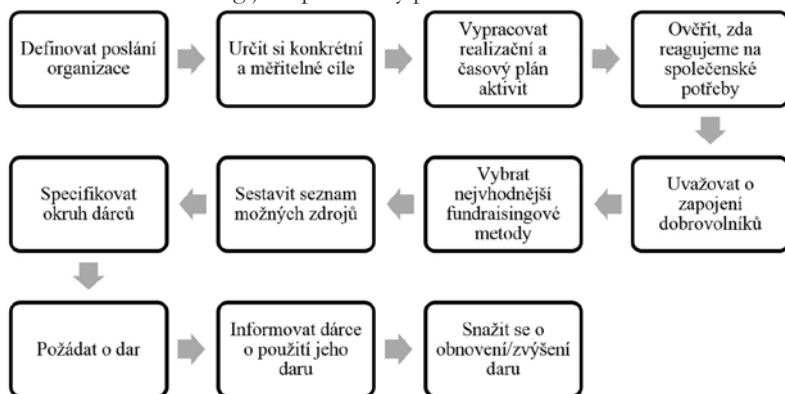 Definovat poslání
organizace
Určit si konkrétní
a měřitelné cíle
Vypracovat
realizační a
časový plán
aktivit
Ověřit, zda
reagujeme na
společenské
potřeby
Uvažovat o
zapojení
dobrovolníků
Vybrat
nejvhodnější
fundraisingové
metody
Sestavit seznam
možných zdrojů
Specifikovat
okruh dárců
Požádat o dar
Informovat dárce
o použití jeho
daru
Snažit se o
obnovení/zvýšení
daru